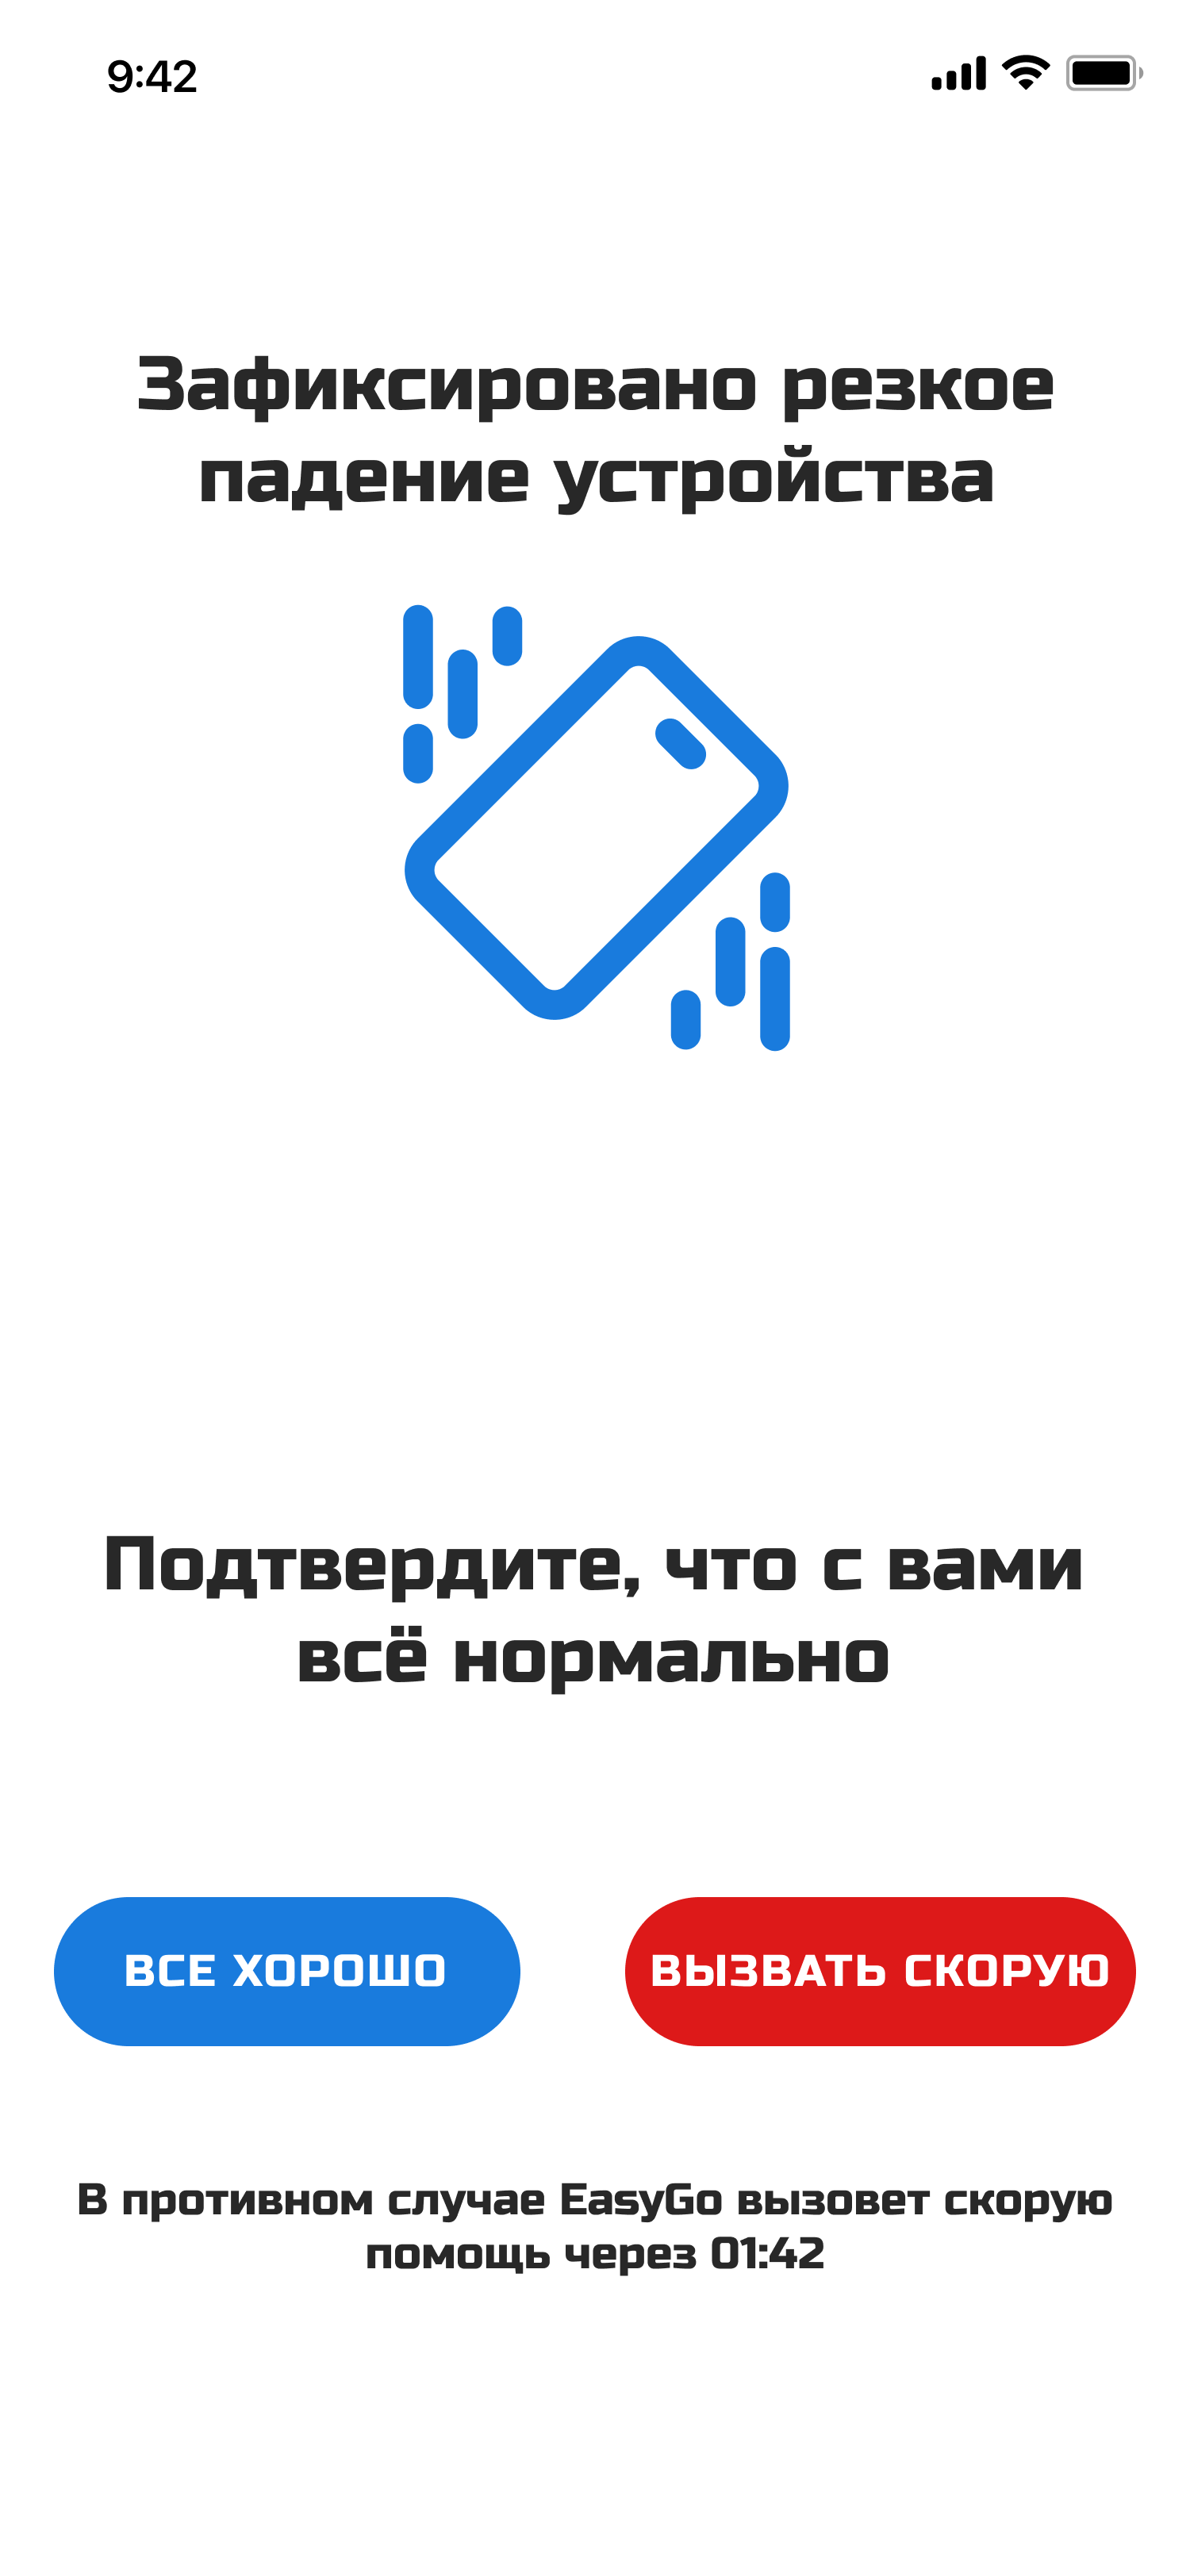 9:42
Зафиксировано резкое
падение устройства
Подтвердите, что с вами
всё нормально
ВСЕ ХОРОШО
ВЫЗВАТЬ СКОРУЮ
В противном случае EasyGo вызовет скорую
помощь через 01:42